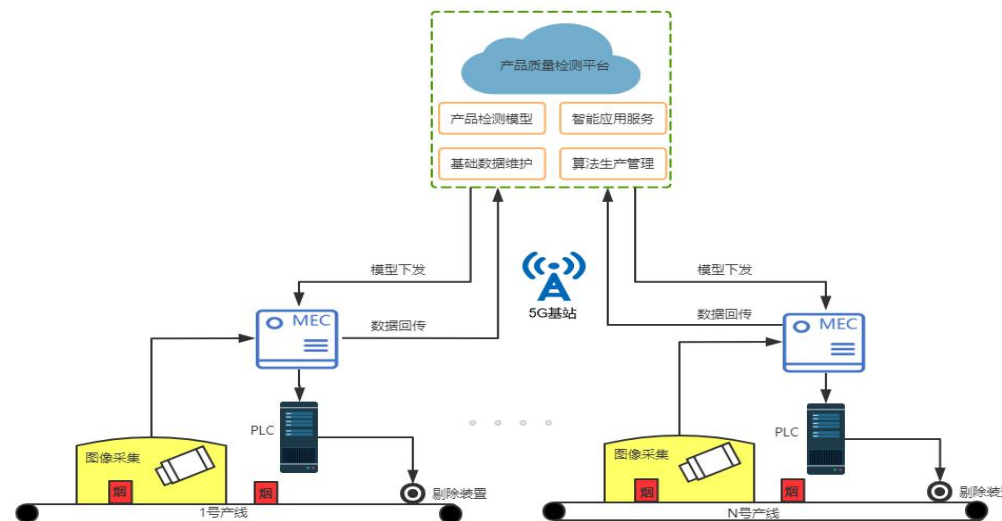 产品质量检测平台
产品检测模型
智能应用服务
基础数据维护
算法生产管理
模型下发
模型下发
5G基站
数据回传
数据回传
MEC
MEC
PLC
PLC
图像采集
图像采集
烟
烟
烟
烟
剔除装置
剔除装置
1号产线
N号产线